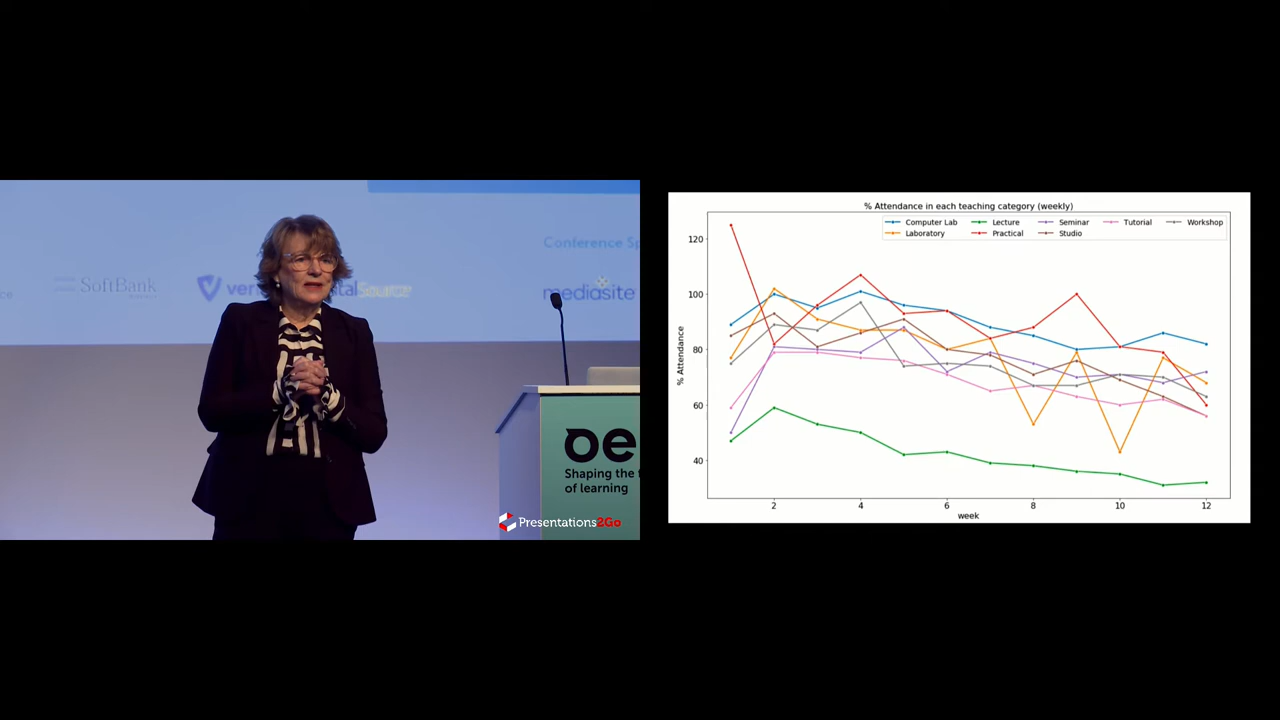 Conference Sp
SoftBank
mediasite
oe
Shaping the f
of learning
Presentations2Go
% Attendance in each teaching category (weekly)
Computer Lab
Lecture
Seminar
Tutorial
Workshop
Laboratory
Practical
Studio
120
100
80
60
40
% Attendance
2
4
6
8
10
12
week